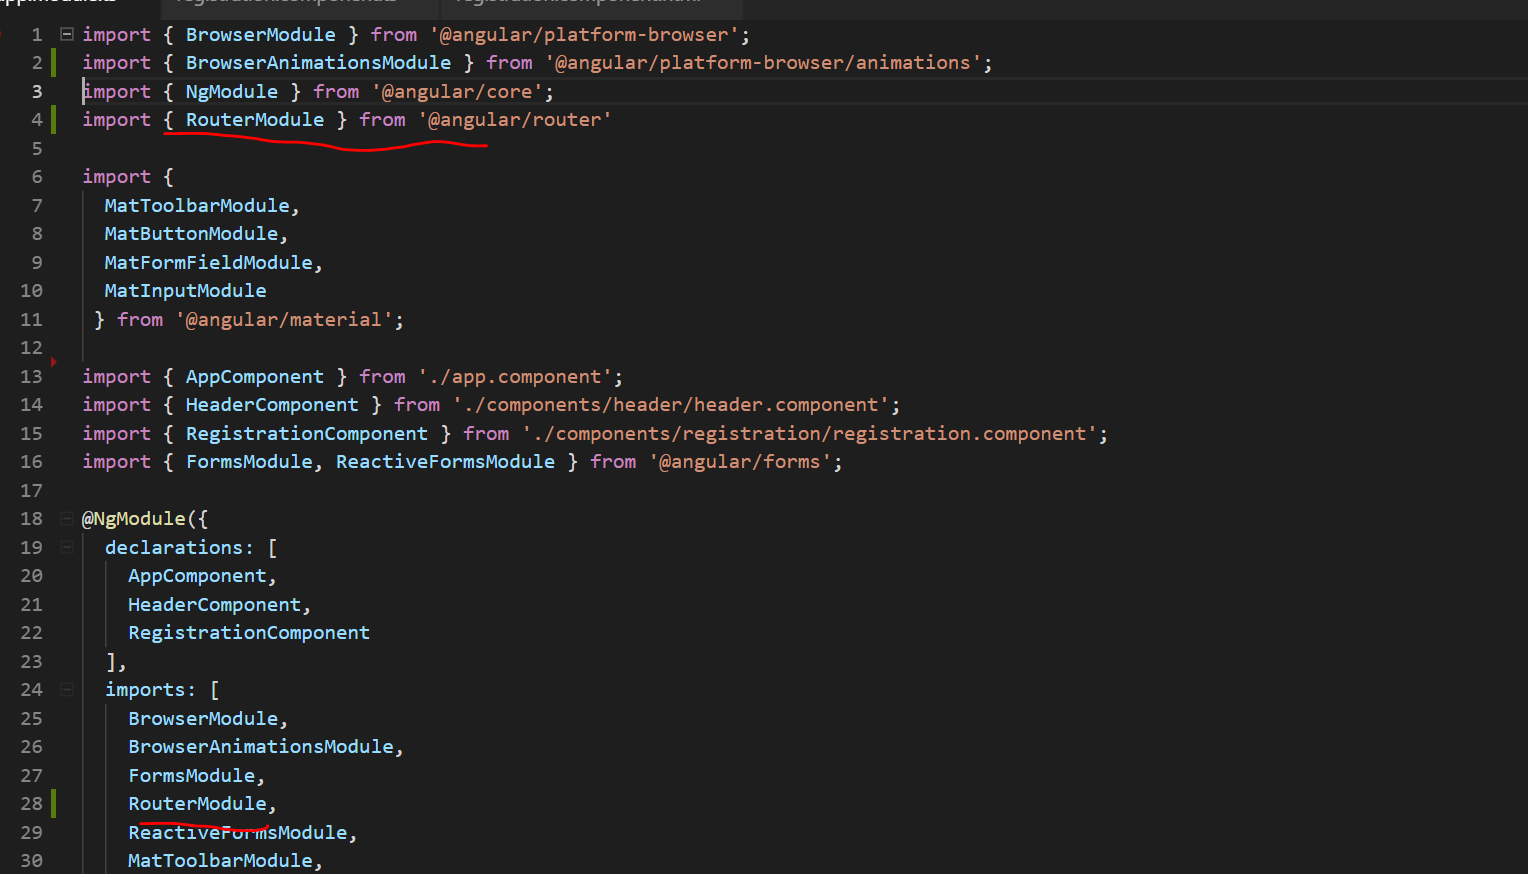 1 import { BrowserModule } from '@angular/platform-browser';
2 import { BrowserAnimationsModule } from '@angular/platform-browser/animations';
3 import { NgModule } from '@angular/core';
4 import { RouterModule } from '@angular/router'
5
6 import {
7 MatToolbarModule,
8 MatButtonModule,
9 MatFormFieldModule,
10 MatInputModule
11 } from '@angular/material';
12
13 import { AppComponent } from './app.component';
14 import { HeaderComponent } from './components/header/header.component';
15 import { RegistrationComponent } from './components/registration/registration.component';
16 import { FormsModule, ReactiveFormsModule } from '@angular/forms';
17
18 @NgModule({
19 declarations: [
20 AppComponent,
21 HeaderComponent,
22 RegistrationComponent
23 ],
24 imports: [
25 BrowserModule,
26 BrowserAnimationsModule,
27 FormsModule,
28 RouterModule,
29 ReactiveFormsModule,
30 MatToolbarModule,